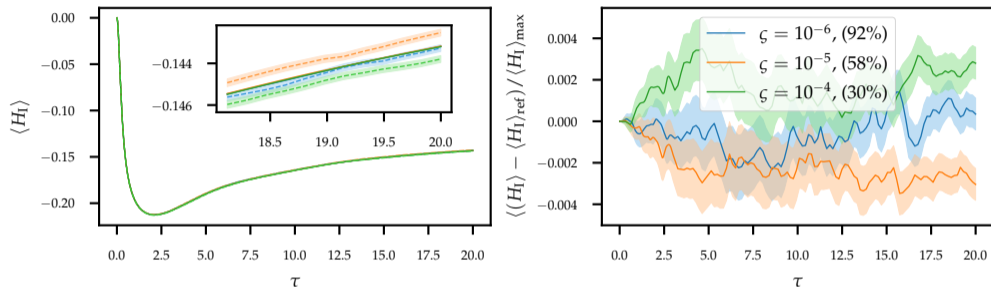 0.00
−0.05
−0.10
−0.15
−0.20
⟨H_I⟩
−0.144
−0.146
18.5 19.0 19.5 20.0
0.0 2.5 5.0 7.5 10.0 12.5 15.0 17.5 20.0
τ
0.004
0.002
0.000
−0.002
−0.004
⟨(H_I⟩ − ⟨H_I⟩_ref) / ⟨H_I⟩_max
ς = 10^{−6}, (92%)
ς = 10^{−5}, (58%)
ς = 10^{−4}, (30%)
0.0 2.5 5.0 7.5 10.0 12.5 15.0 17.5 20.0
τ